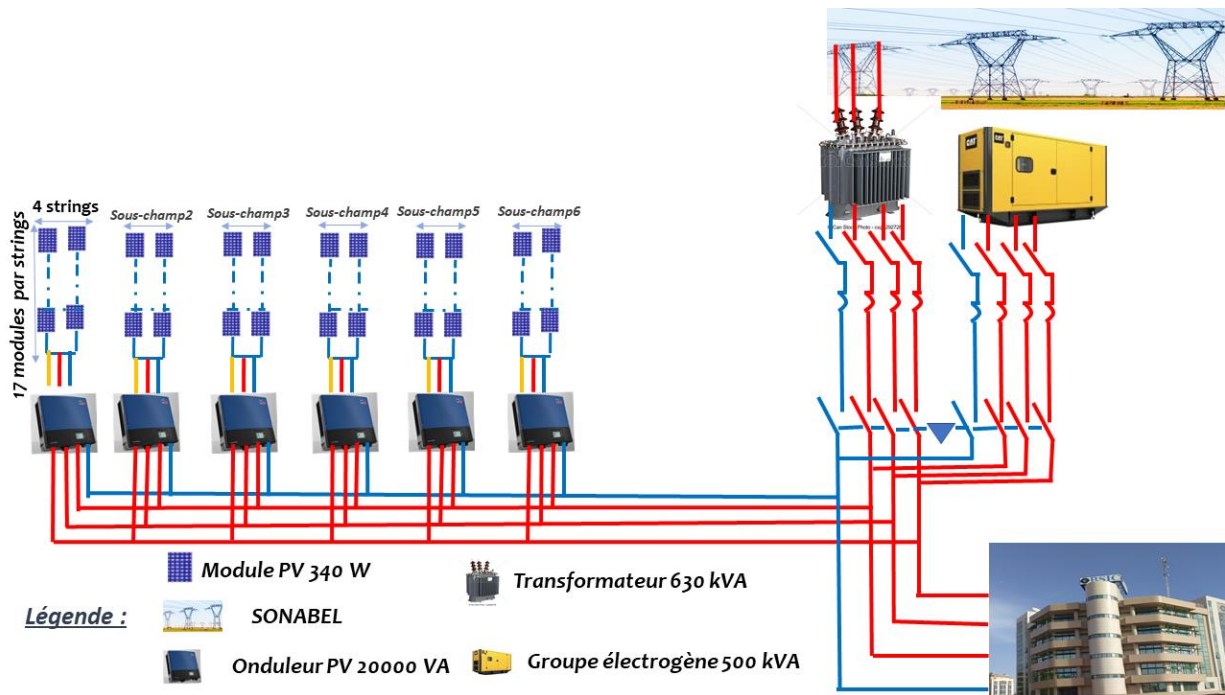 4 strings
Sous-champ2
Sous-champ3
Sous-champ4
Sous-champ5
Sous-champ6
17 modules par strings
CAT
Module PV 340 W
Transformateur 630 kVA
Légende :
SONABEL
Onduleur PV 20000 VA
Groupe électrogène 500 kVA